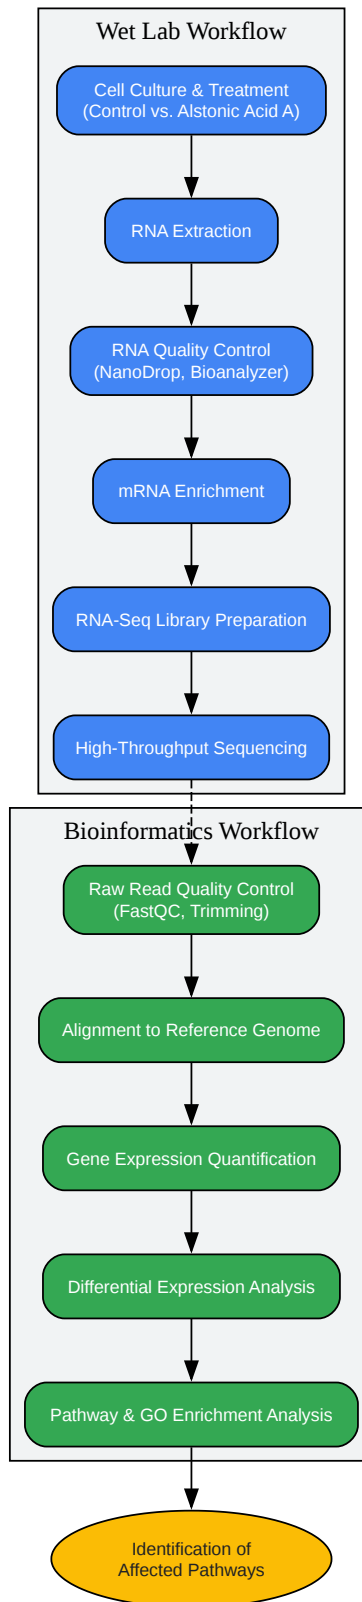 Wet Lab Workflow
Cell Culture & Treatment
(Control vs. Alstonic Acid A)
RNA Extraction
RNA Quality Control
(NanoDrop, Bioanalyzer)
mRNA Enrichment
RNA-Seq Library Preparation
High-Throughput Sequencing
Bioinformatics Workflow
Raw Read Quality Control
(FastQC, Trimming)
Alignment to Reference Genome
Gene Expression Quantification
Differential Expression Analysis
Pathway & GO Enrichment Analysis
Identification of
Affected Pathways